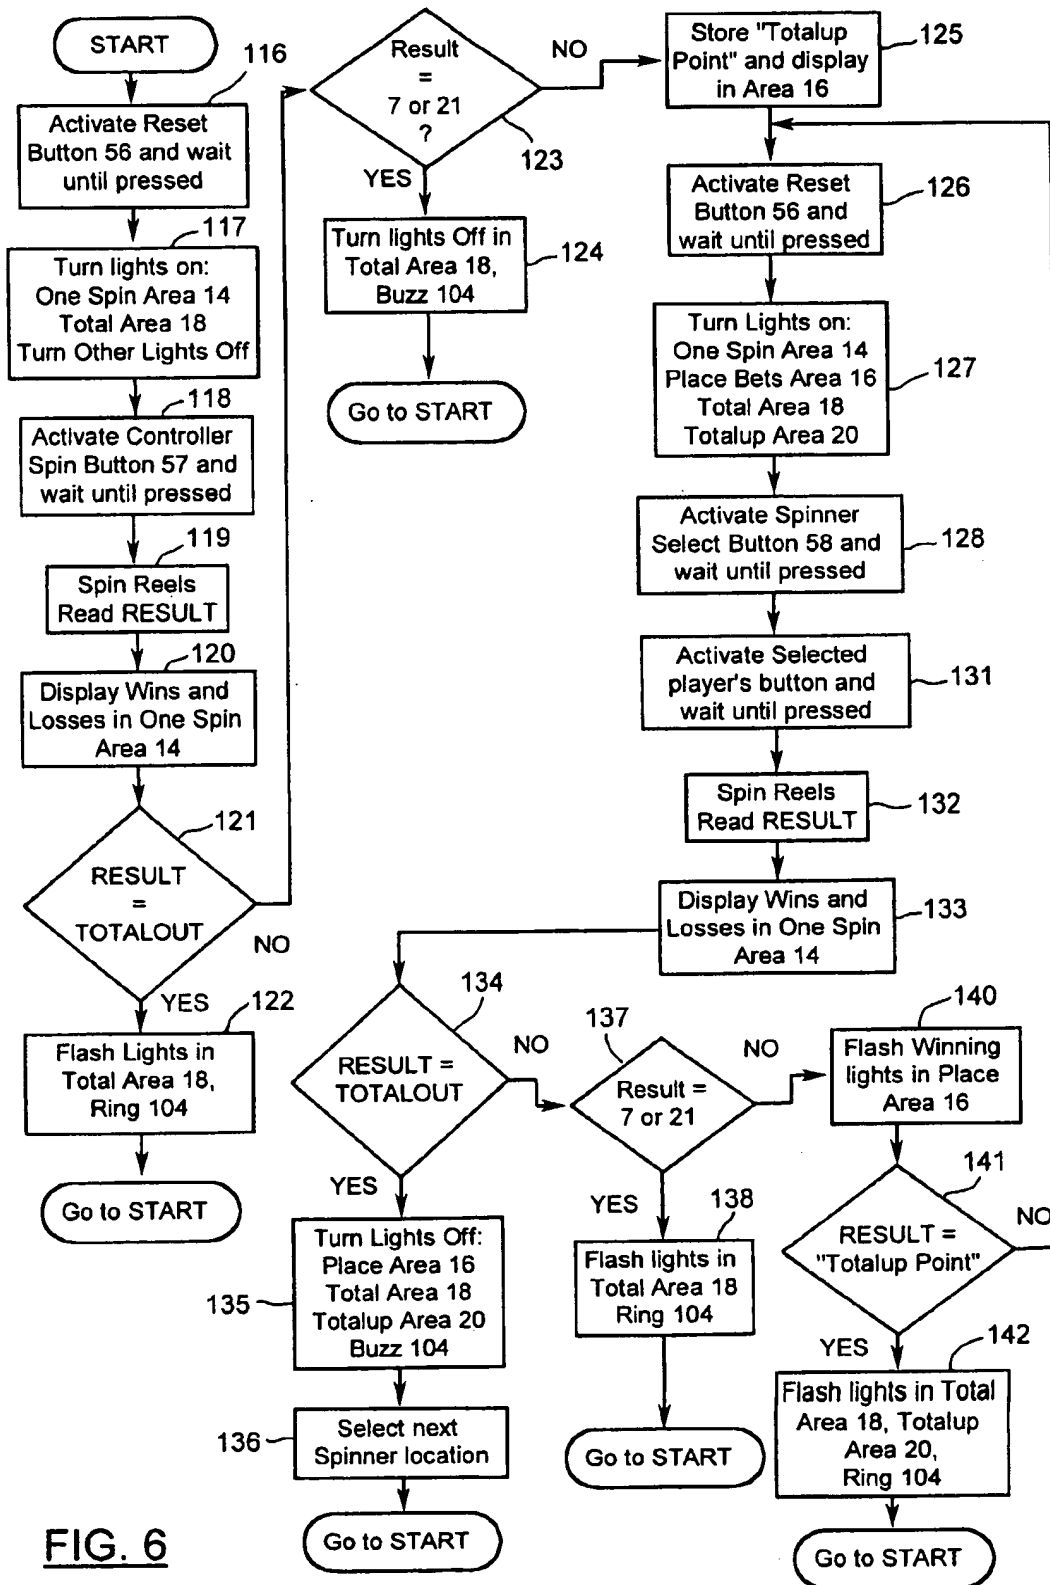 START
116
Activate Reset
Button 56 and wait
until pressed
117
Turn lights on:
One Spin Area 14
Total Area 18
Turn Other Lights Off
118
Activate Controller
Spin Button 57 and
wait until pressed
119
Spin Reels
Read RESULT
120
Display Wins and
Losses in One Spin
Area 14
121
RESULT
=
TOTALOUT
NO
YES
122
Flash Lights in
Total Area 18,
Ring 104
Go to START
Result
=
7 or 21
?
123
NO
YES
Turn lights Off in
Total Area 18,
Buzz 104
124
Go to START
Store "Totalup
Point" and display
in Area 16
125
Activate Reset
Button 56 and
wait until pressed
126
Turn Lights on:
One Spin Area 14
Place Bets Area 16
Total Area 18
Totalup Area 20
127
Activate Spinner
Select Button 58 and
wait until pressed
128
Activate Selected
player's button and
wait until pressed
131
Spin Reels
Read RESULT
132
Display Wins and
Losses in One Spin
Area 14
133
134
RESULT =
TOTALOUT
NO
YES
Turn Lights Off:
Place Area 16
Total Area 18
Totalup Area 20
Buzz 104
135
Select next
Spinner location
136
Go to START
137
Result =
7 or 21
NO
YES
138
Flash lights in
Total Area 18
Ring 104
Go to START
140
Flash Winning
lights in Place
Area 16
141
RESULT =
"Totalup Point"
NO
YES
142
Flash lights in Total
Area 18, Totalup
Area 20,
Ring 104
Go to START
FIG. 6